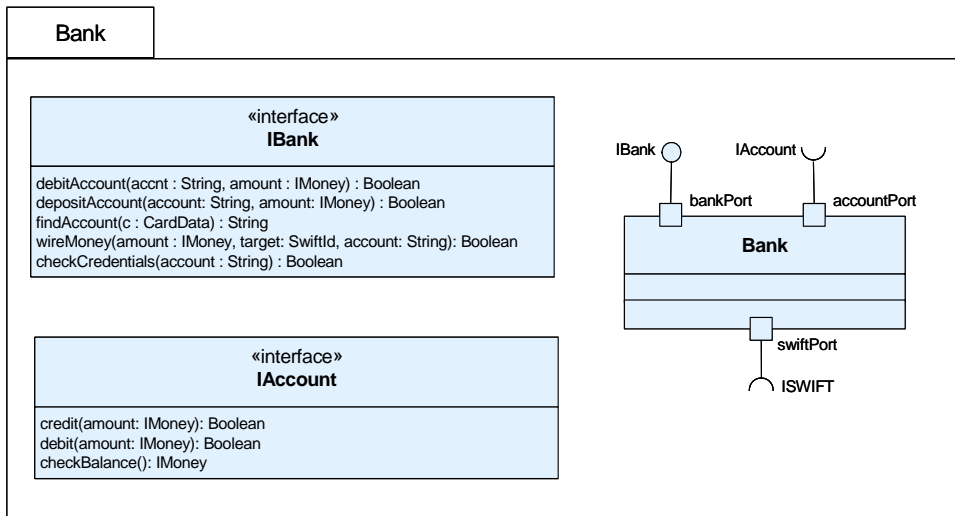 Bank
«interface»
IBank
debitAccount(accnt : String, amount : IMoney) : Boolean
depositAccount(account: String, amount: IMoney) : Boolean
findAccount(c : CardData) : String
wireMoney(amount : IMoney, target: SwiftId, account: String): Boolean
checkCredentials(account : String) : Boolean
«interface»
IAccount
credit(amount: IMoney): Boolean
debit(amount: IMoney): Boolean
checkBalance(): IMoney
IBank
IAccount
bankPort
accountPort
Bank
swiftPort
ISWIFT